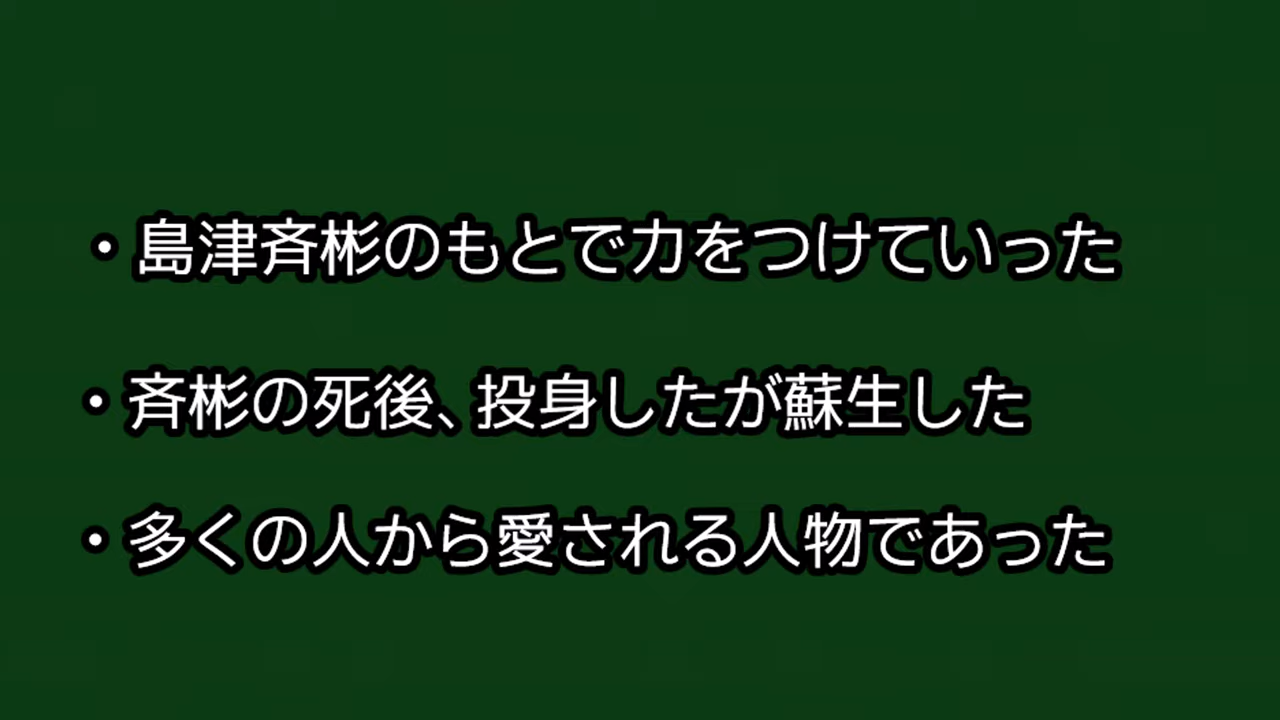 ・島津斉彬のもとで力をつけていった
・斉彬の死後、投身したが蘇生した
・多くの人から愛される人物であった